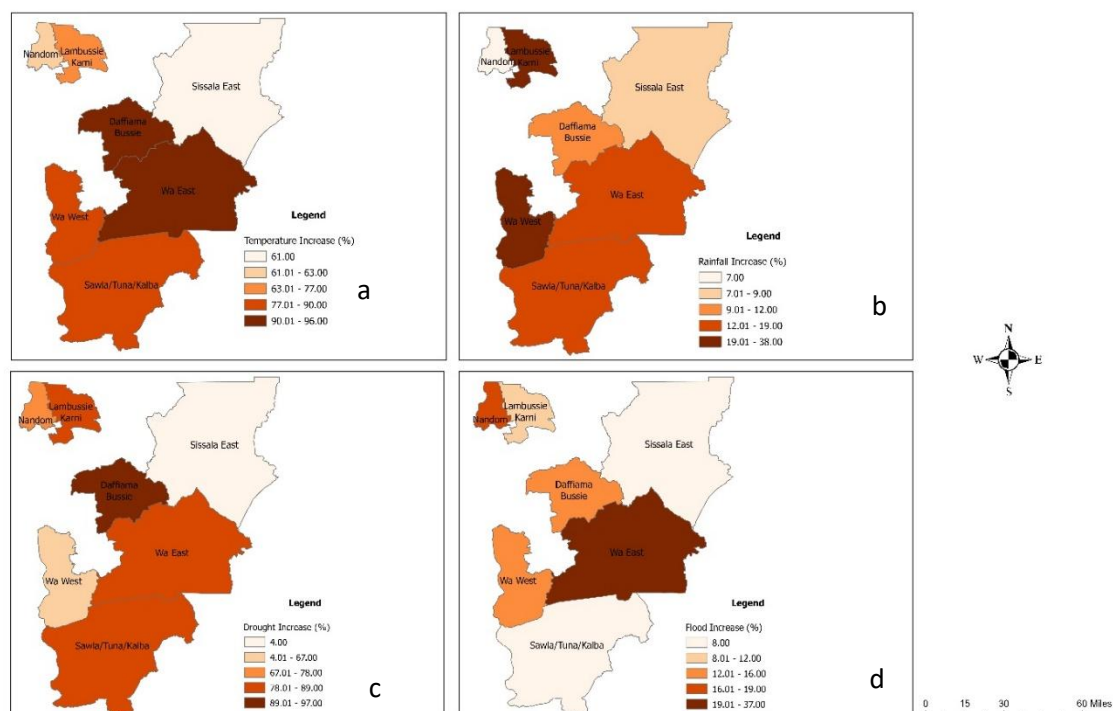 Nandom
Lambussie
Karni
Sissala East
Daffiama
Bussie
Wa East
Wa West
Sawla/Tuna/Kalba
Legend
Temperature Increase (%)
61.00
61.01 - 63.00
63.01 - 77.00
77.01 - 90.00
90.01 - 96.00
a
Nandom
Lambussie
Karni
Sissala East
Daffiama
Bussie
Wa East
Wa West
Sawla/Tuna/Kalba
Legend
Rainfall Increase (%)
7.00
7.01 - 9.00
9.01 - 12.00
12.01 - 19.00
19.01 - 38.00
b
N
W E
S
Nandom
Lambussie
Karni
Sissala East
Daffiama
Bussie
Wa East
Wa West
Sawla/Tuna/Kalba
Legend
Drought Increase (%)
4.00
4.01 - 67.00
67.01 - 78.00
78.01 - 89.00
89.01 - 97.00
c
Nandom
Lambussie
Karni
Sissala East
Daffiama
Bussie
Wa East
Wa West
Sawla/Tuna/Kalba
Legend
Flood Increase (%)
8.00
8.01 - 12.00
12.01 - 16.00
16.01 - 19.00
19.01 - 37.00
d
0 15 30 60 Miles